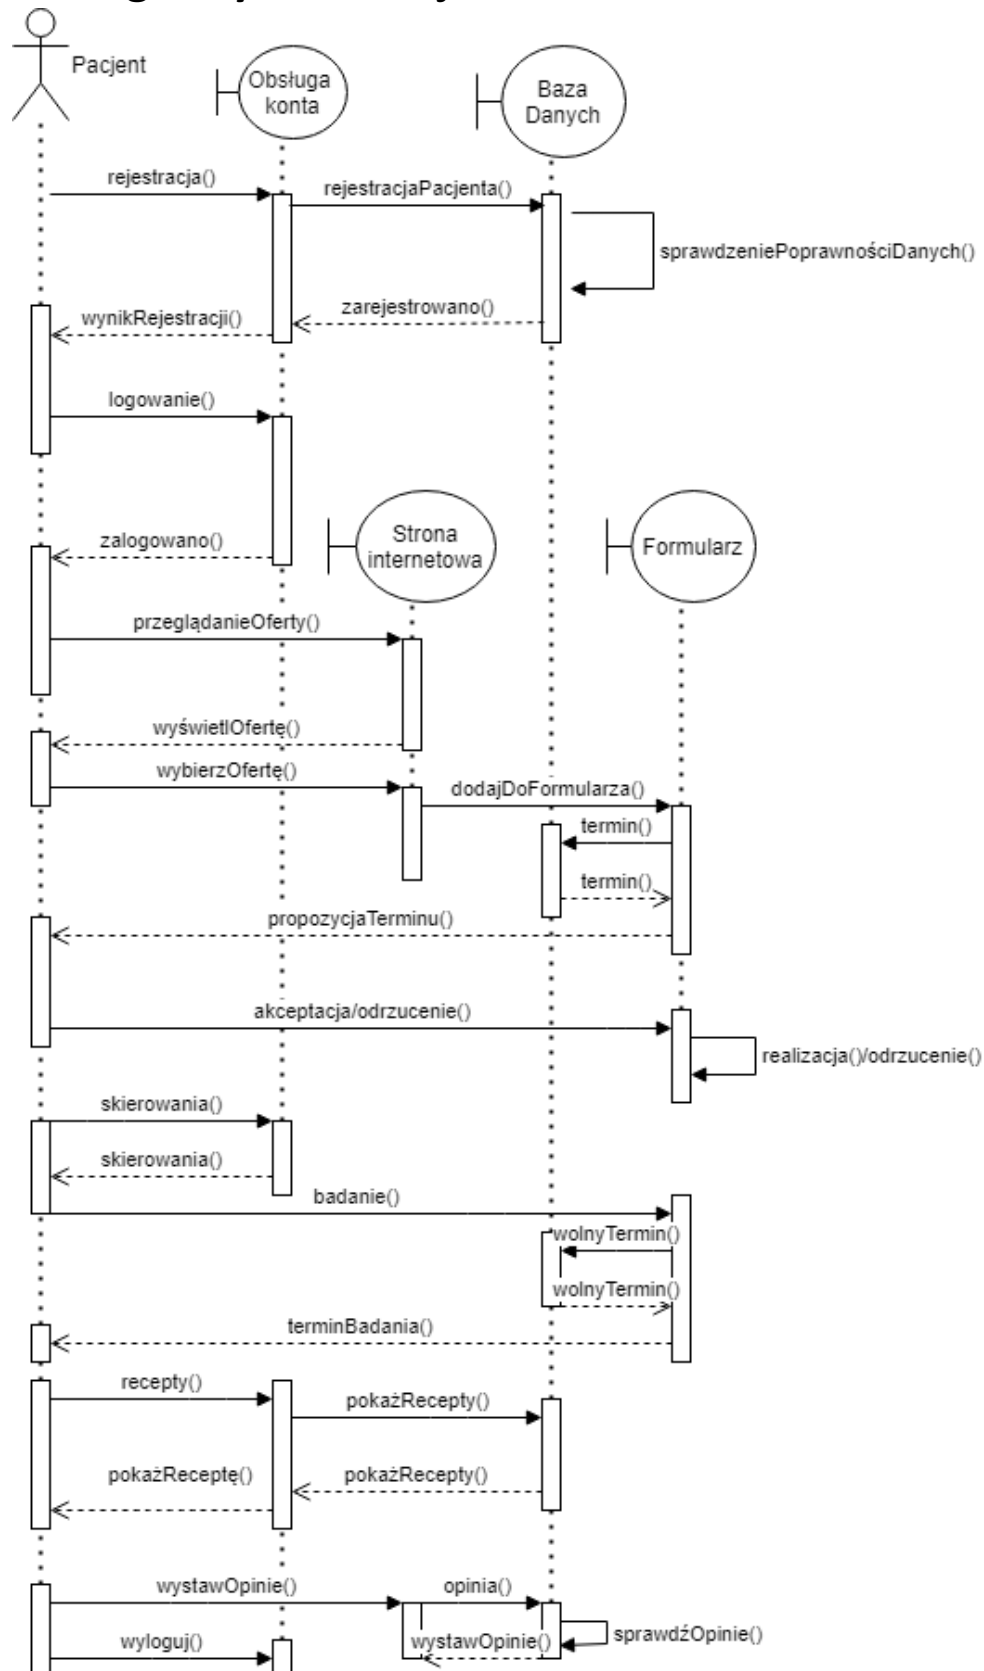 Pacjent
Obsługa
konta
Baza
Danych
rejestracja()
rejestracjaPacjenta()
sprawdzeniePoprawnościDanych()
zarejestrowano()
wynikRejestracji()
logowanie()
Strona
internetowa
Formularz
zalogowano()
przeglądanieOferty()
wyświetlOfertę()
wybierzOfertę()
dodajDoFormularza()
termin()
termin()
propozycjaTerminu()
akceptacja/odrzucenie()
realizacja()/odrzucenie()
skierowania()
skierowania()
badanie()
wolnyTermin()
wolnyTermin()
terminBadania()
recepty()
pokażRecepty()
pokażReceptę()
pokażRecepty()
wystawOpinie()
opinia()
sprawdźOpinie()
wystawOpinie()
wyloguj()